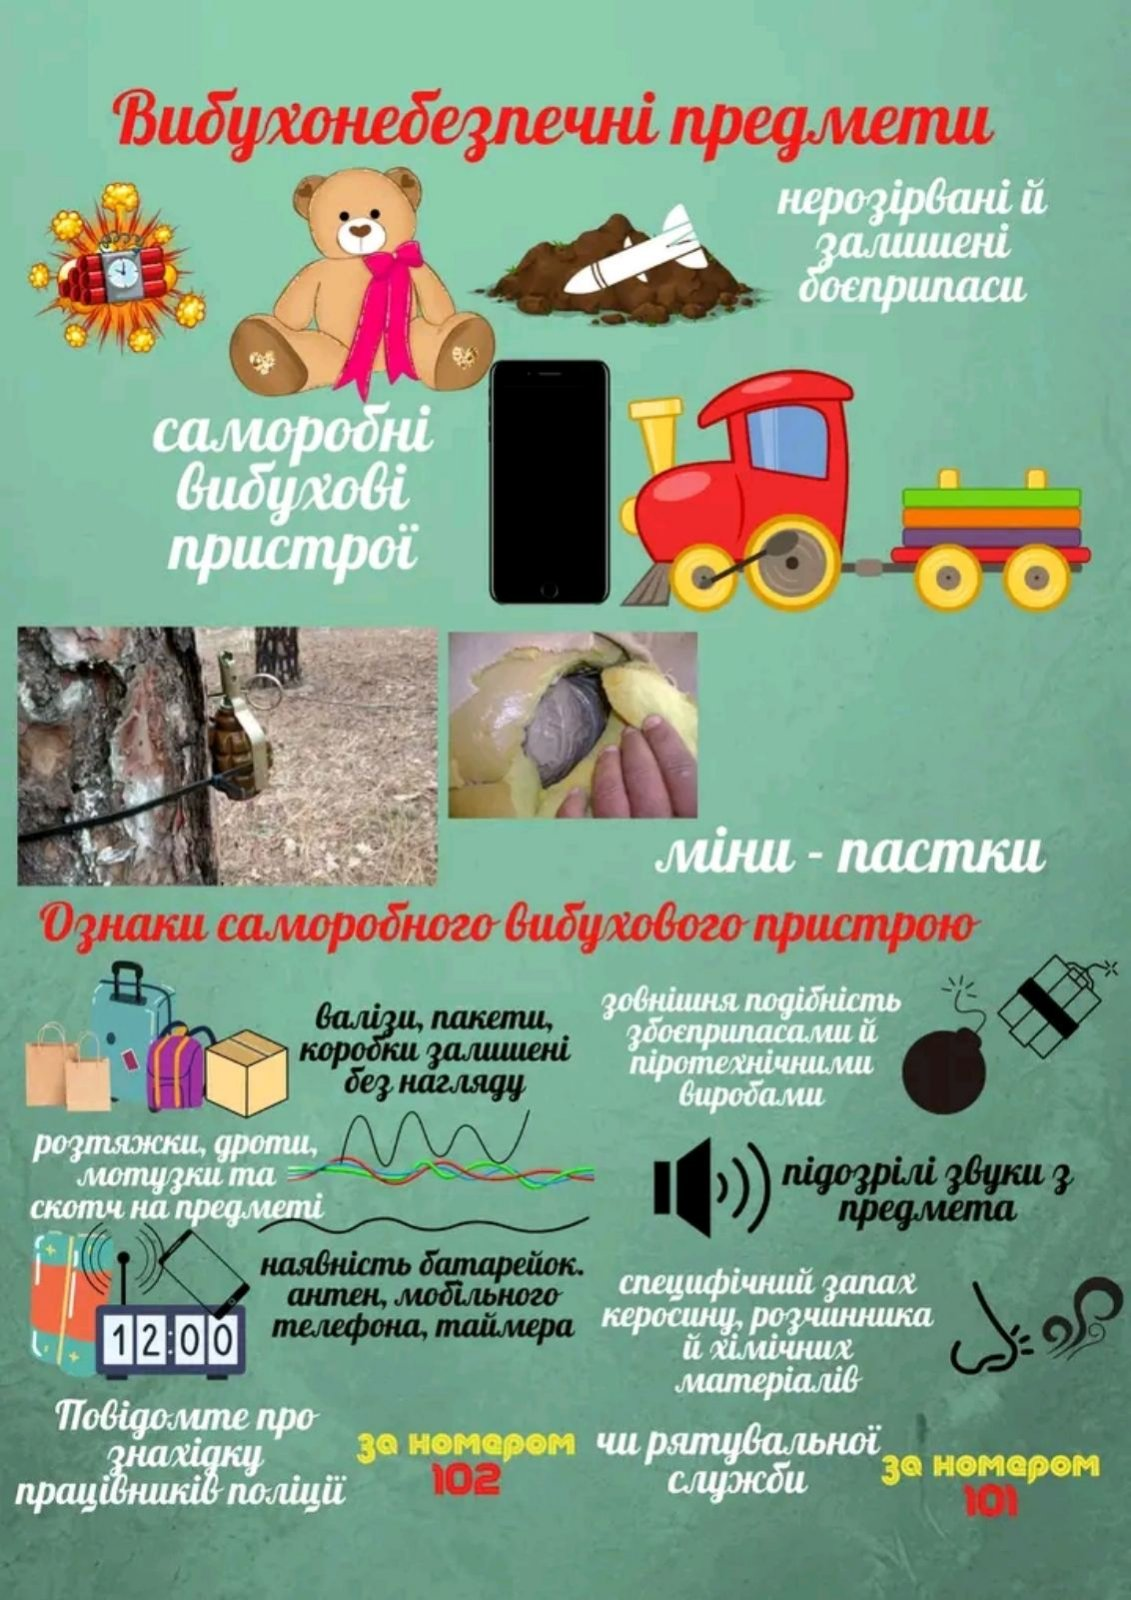 Вибухонебезпечні предмети
нерозірвані й
залишені
боєприпаси
саморобні
вибухові
пристрої
міни - пастки
Ознаки саморобного вибухового пристрою
валізи, пакети,
коробки залишені
без нагляду
зовнішня подібність
збоєприпасами й
піротехнічними
виробами
розтяжки, дроти,
мотузки та
скотч на предметі
підозрілі звуки з
предмета
наявність батарейок.
антен, мобільного
телефона, таймера
12:00
специфічний запах
керосину, розчинника
й хімічних
матеріалів
Повідомте про
знахідку
працівників поліції
за номером
102
чи рятувальної
служби
за номером
101